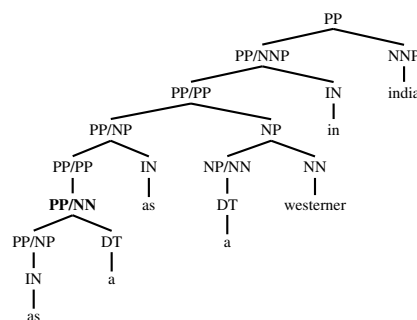 PP
PP/NNP NNP
PP/PP IN india
PP/NP NP in
PP/PP IN NP/NN NN
PP/NN as DT westerner
PP/NP DT a
IN a
as